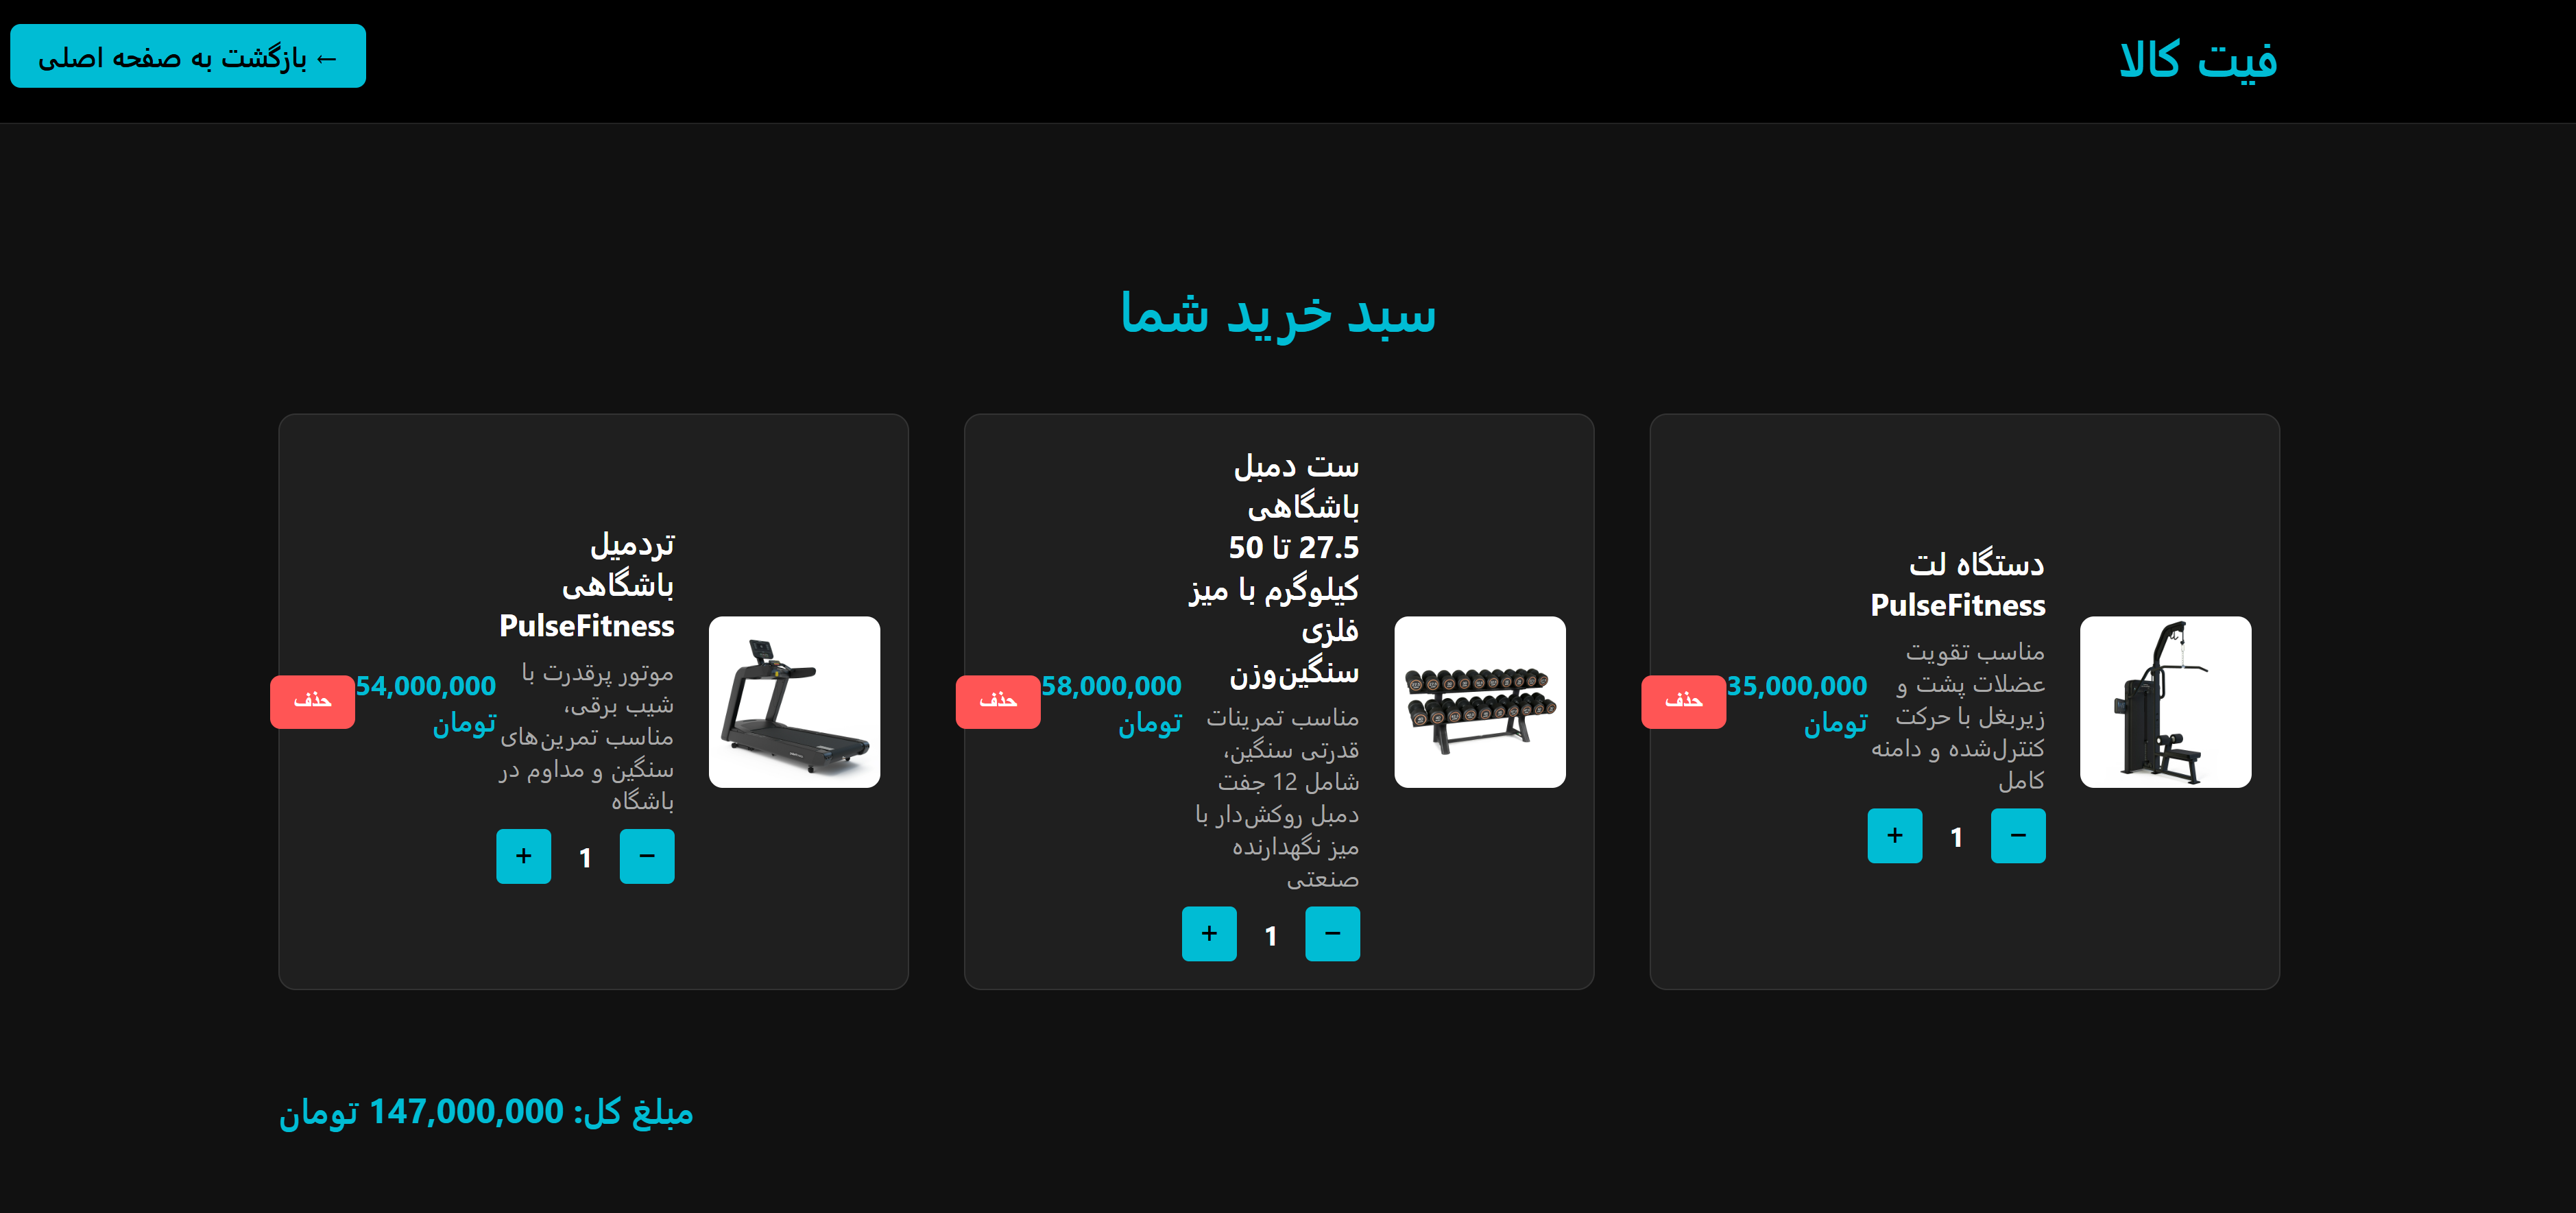 فیت کالا
← بازگشت به صفحه اصلی
سبد خرید شما
دستگاه لت
PulseFitness
مناسب تقویت
عضلات پشت و
زیربغل با حرکت
کنترل‌شده و دامنه
کامل
−
1
+
35,000,000
تومان
حذف
ست دمبل
باشگاهی
27.5 تا 50
کیلوگرم با میز
فلزی
سنگین‌وزن
مناسب تمرینات
قدرتی سنگین،
شامل 12 جفت
دمبل روکش‌دار با
میز نگهدارنده
صنعتی
−
1
+
58,000,000
تومان
حذف
تردمیل
باشگاهی
PulseFitness
موتور پرقدرت با
شیب برقی،
مناسب تمرین‌های
سنگین و مداوم در
باشگاه
−
1
+
54,000,000
تومان
حذف
مبلغ کل: 147,000,000 تومان